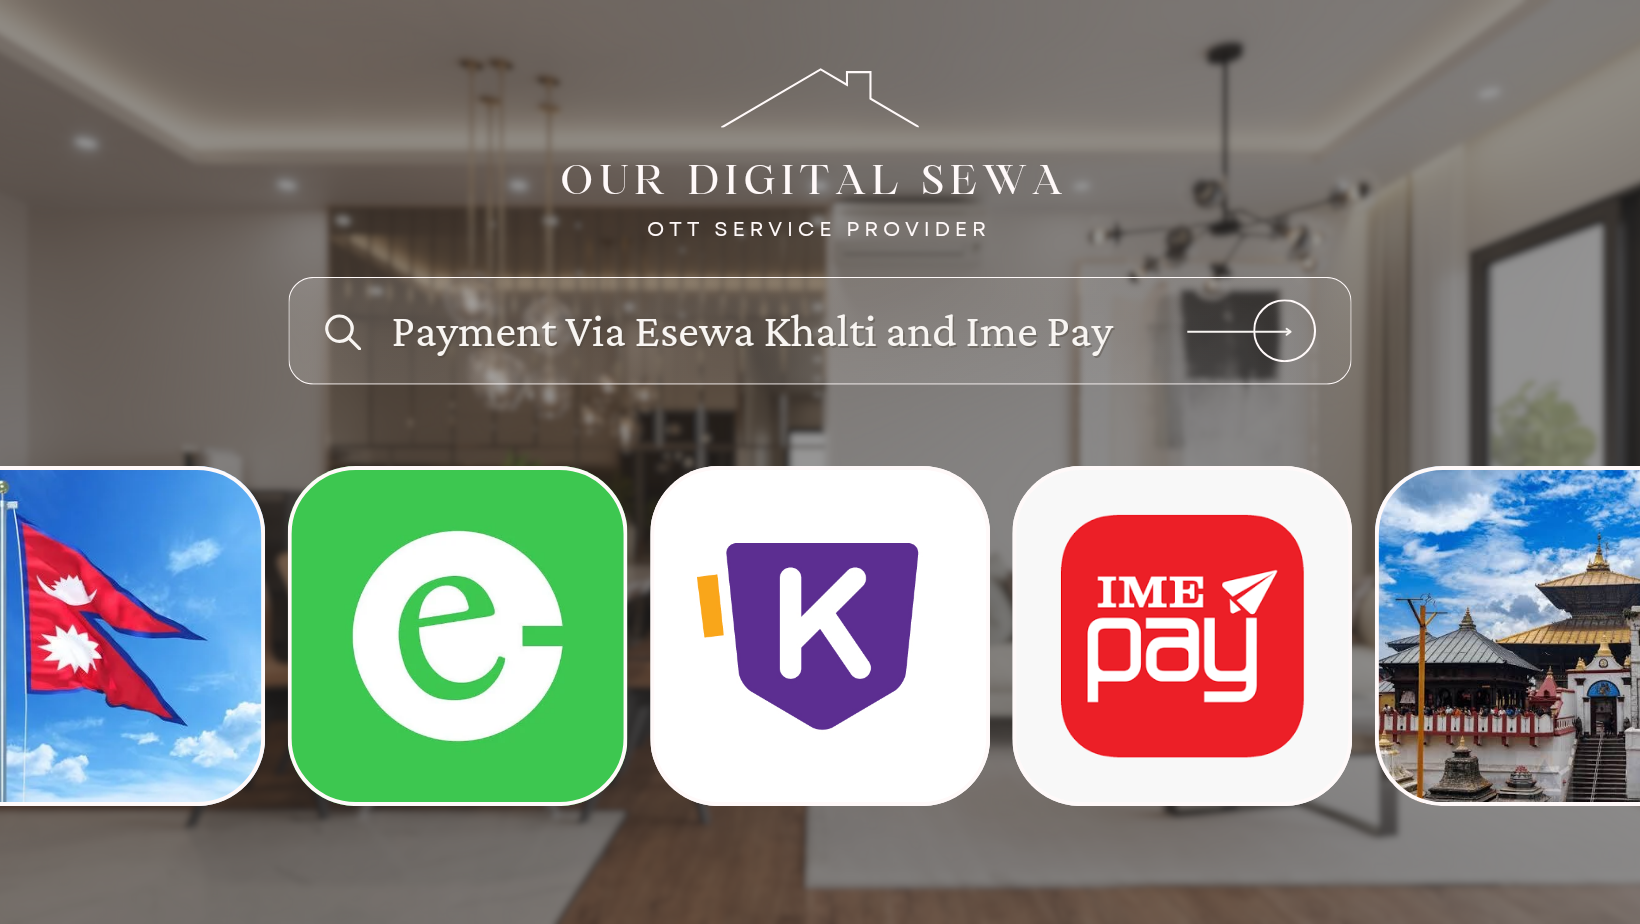 OUR DIGITAL SEWA
OTT SERVICE PROVIDER
Payment Via Esewa Khalti and Ime Pay
e
K
IME
pay